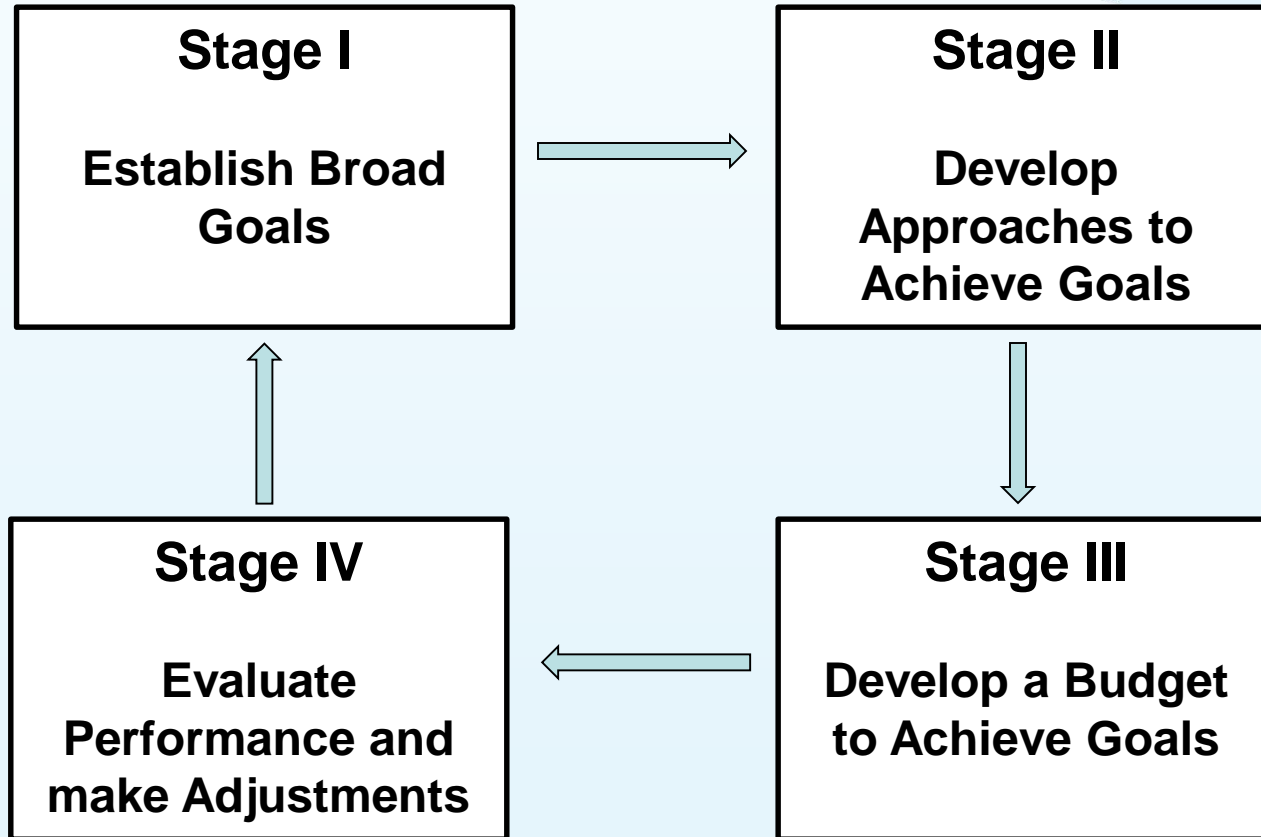 Stage I
Establish Broad
Goals
Stage II
Develop
Approaches to
Achieve Goals
Stage III
Develop a Budget
to Achieve Goals
Stage IV
Evaluate
Performance and
make Adjustments